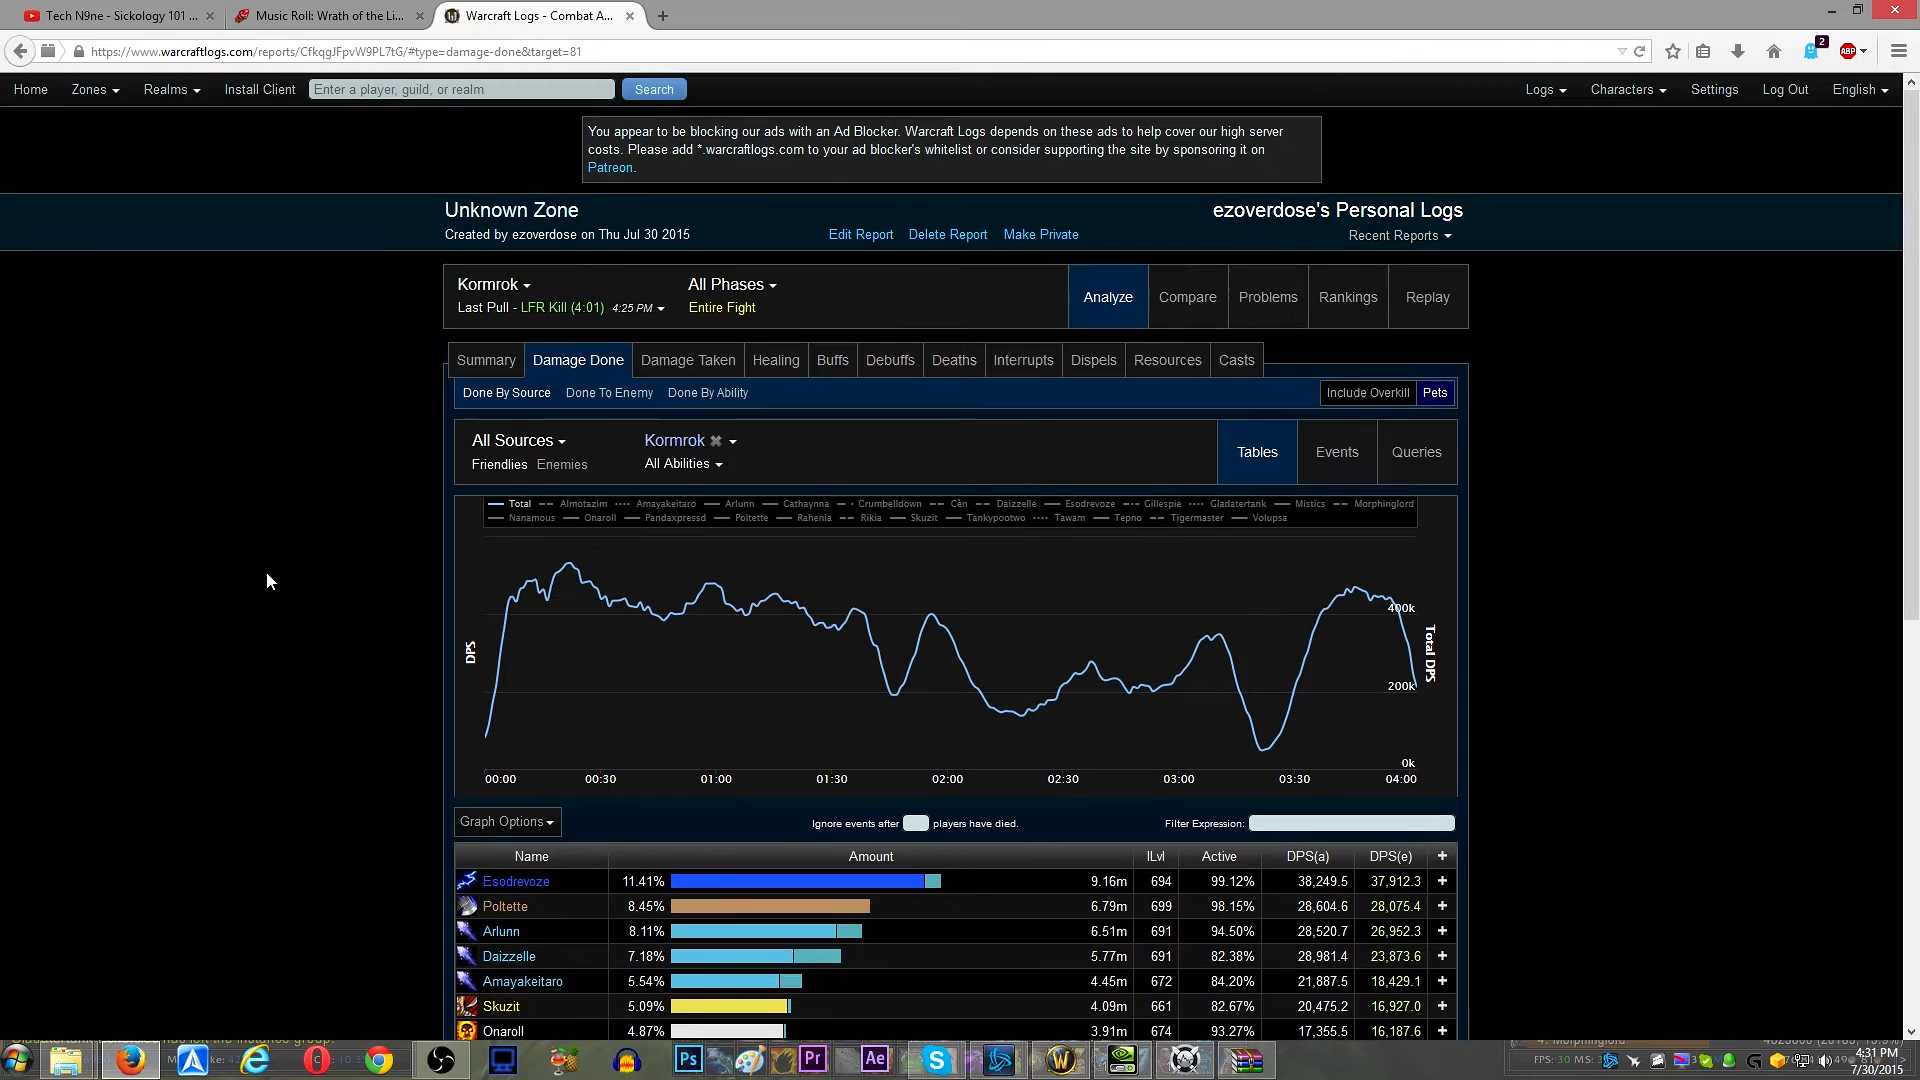 Tech N9ne - Sickology 101 ...
Music Roll: Wrath of the Li...
Warcraft Logs - Combat A...
https://www.warcraftlogs.com/reports/CfkqgJFpvW9PL7tG/#type=damage-done&target=81
2
ABP
Home Zones Realms Install Client Enter a player, guild, or realm Search Logs Characters Settings Log Out English
You appear to be blocking our ads with an Ad Blocker. Warcraft Logs depends on these ads to help cover our high server
costs. Please add *.warcraftlogs.com to your ad blocker's whitelist or consider supporting the site by sponsoring it on
Patreon.
Unknown Zone ezoverdose's Personal Logs
Created by ezoverdose on Thu Jul 30 2015 Edit Report Delete Report Make Private Recent Reports
Kormrok All Phases
Last Pull - LFR Kill (4:01) 4:25 PM Entire Fight
Analyze Compare Problems Rankings Replay
Summary Damage Done Damage Taken Healing Buffs Debuffs Deaths Interrupts Dispels Resources Casts
Done By Source Done To Enemy Done By Ability Include Overkill Pets
All Sources Kormrok
Friendlies Enemies All Abilities
Tables Events Queries
Total Almotazim Amayakeitaro Arlunn Cathaynna Crumbelldown Cèn Daizzelle Esodrevoze Gillespie Gladatertank Mistics Morphinglord
Nanamous Onaroll Pandaxpressd Poltette Rahenia Rikia Skuzit Tankypootwo Tawam Tepno Tigermaster Volupsa
400k
DPS
Total DPS
200k
0k
00:00 00:30 01:00 01:30 02:00 02:30 03:00 03:30 04:00
Graph Options Ignore events after players have died. Filter Expression:
Name Amount ILvl Active DPS(a) DPS(e) +
Esodrevoze 11.41% 9.16m 694 99.12% 38,249.5 37,912.3 +
Poltette 8.45% 6.79m 699 98.15% 28,604.6 28,075.4 +
Arlunn 8.11% 6.51m 691 94.50% 28,520.7 26,952.3 +
Daizzelle 7.18% 5.77m 691 82.38% 28,981.4 23,873.6 +
Amayakeitaro 5.54% 4.45m 672 84.20% 21,887.5 18,429.1 +
Skuzit 5.09% 4.09m 661 82.67% 20,475.2 16,927.0 +
Onaroll 4.87% 3.91m 674 93.27% 17,355.5 16,187.6 +
Ps Pr Ae
FPS: 30
4:31 PM
7/30/2015